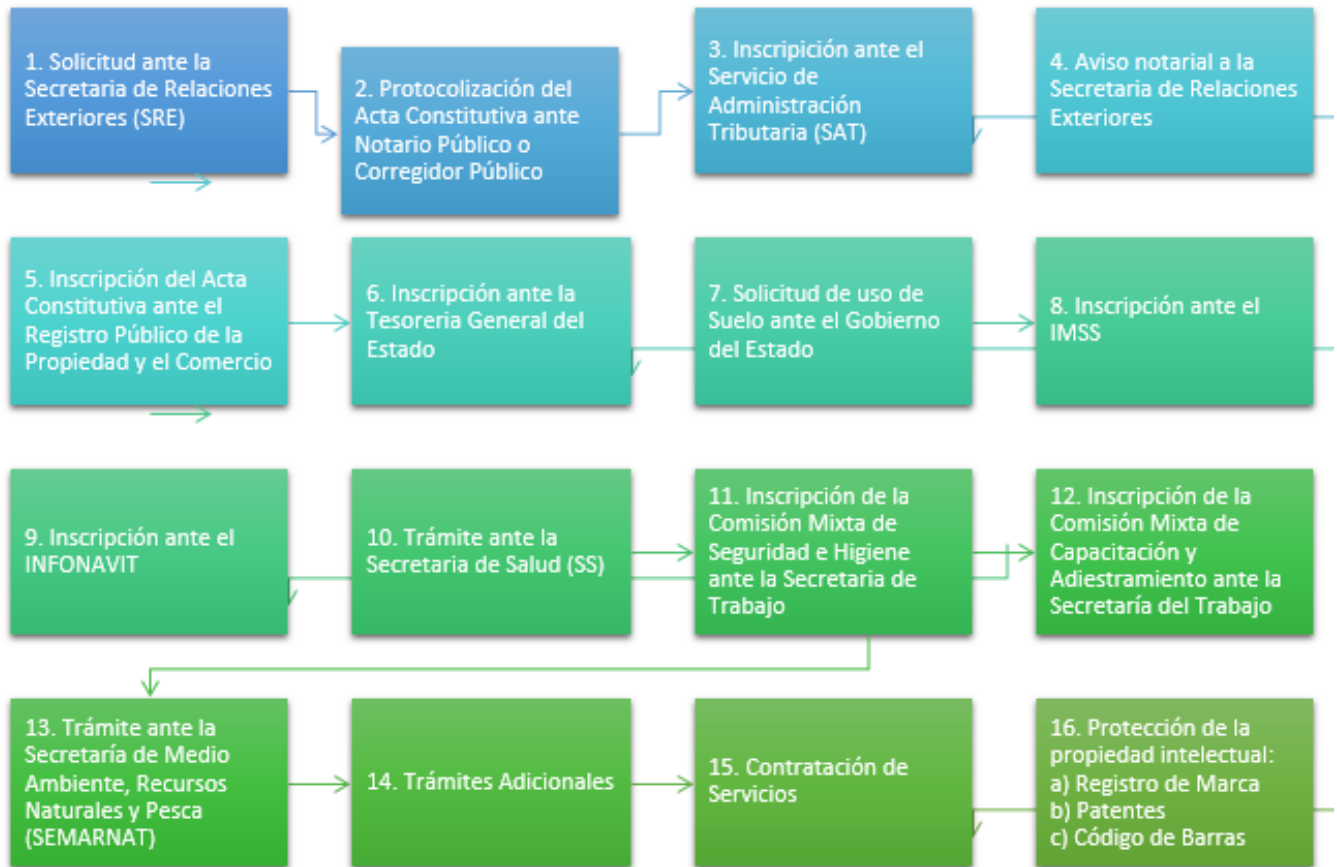 1. Solicitud ante la
Secretaria de Relaciones
Exteriores (SRE)
2. Protocolización del
Acta Constitutiva ante
Notario Público o
Corregidor Público
3. Inscripición ante el
Servicio de
Administración
Tributaria (SAT)
4. Aviso notarial a la
Secretaria de Relaciones
Exteriores
5. Inscripción del Acta
Constitutiva ante el
Registro Público de la
Propiedad y el Comercio
6. Inscripción ante la
Tesoreria General del
Estado
7. Solicitud de uso de
Suelo ante el Gobierno
del Estado
8. Inscripción ante el
IMSS
9. Inscripción ante el
INFONAVIT
10. Trámite ante la
Secretaria de Salud (SS)
11. Inscripción de la
Comisión Mixta de
Seguridad e Higiene
ante la Secretaria de
Trabajo
12. Inscripción de la
Comisión Mixta de
Capacitación y
Adiestramiento ante la
Secretaría del Trabajo
13. Trámite ante la
Secretaría de Medio
Ambiente, Recursos
Naturales y Pesca
(SEMARNAT)
14. Trámites Adicionales
15. Contratación de
Servicios
16. Protección de la
propiedad intelectual:
a) Registro de Marca
b) Patentes
c) Código de Barras